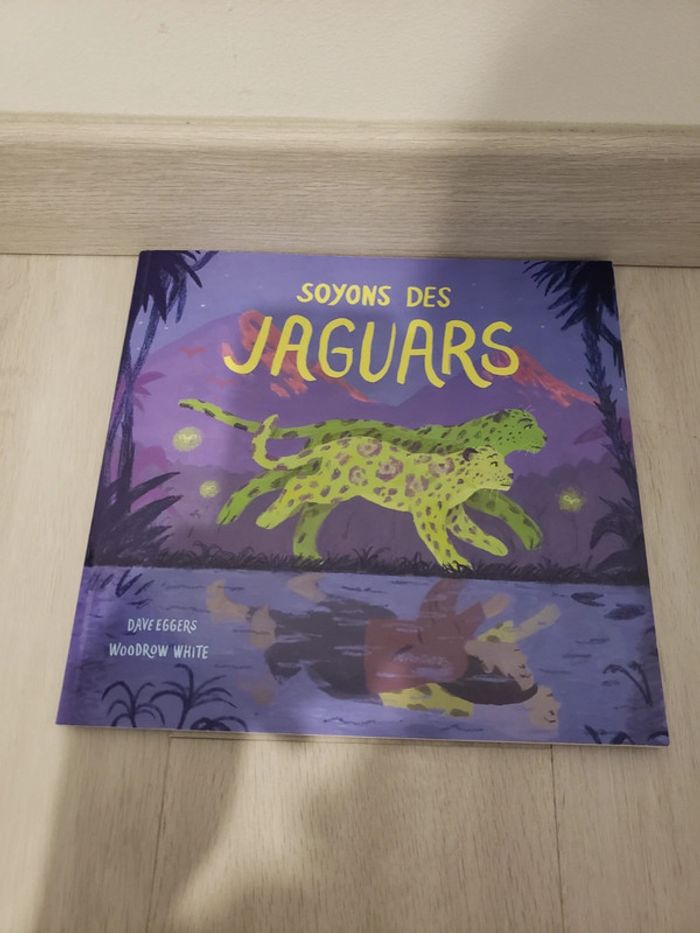 SOYONS DES
JAGUARS
DAVE EGGERS
WOODROW WHITE